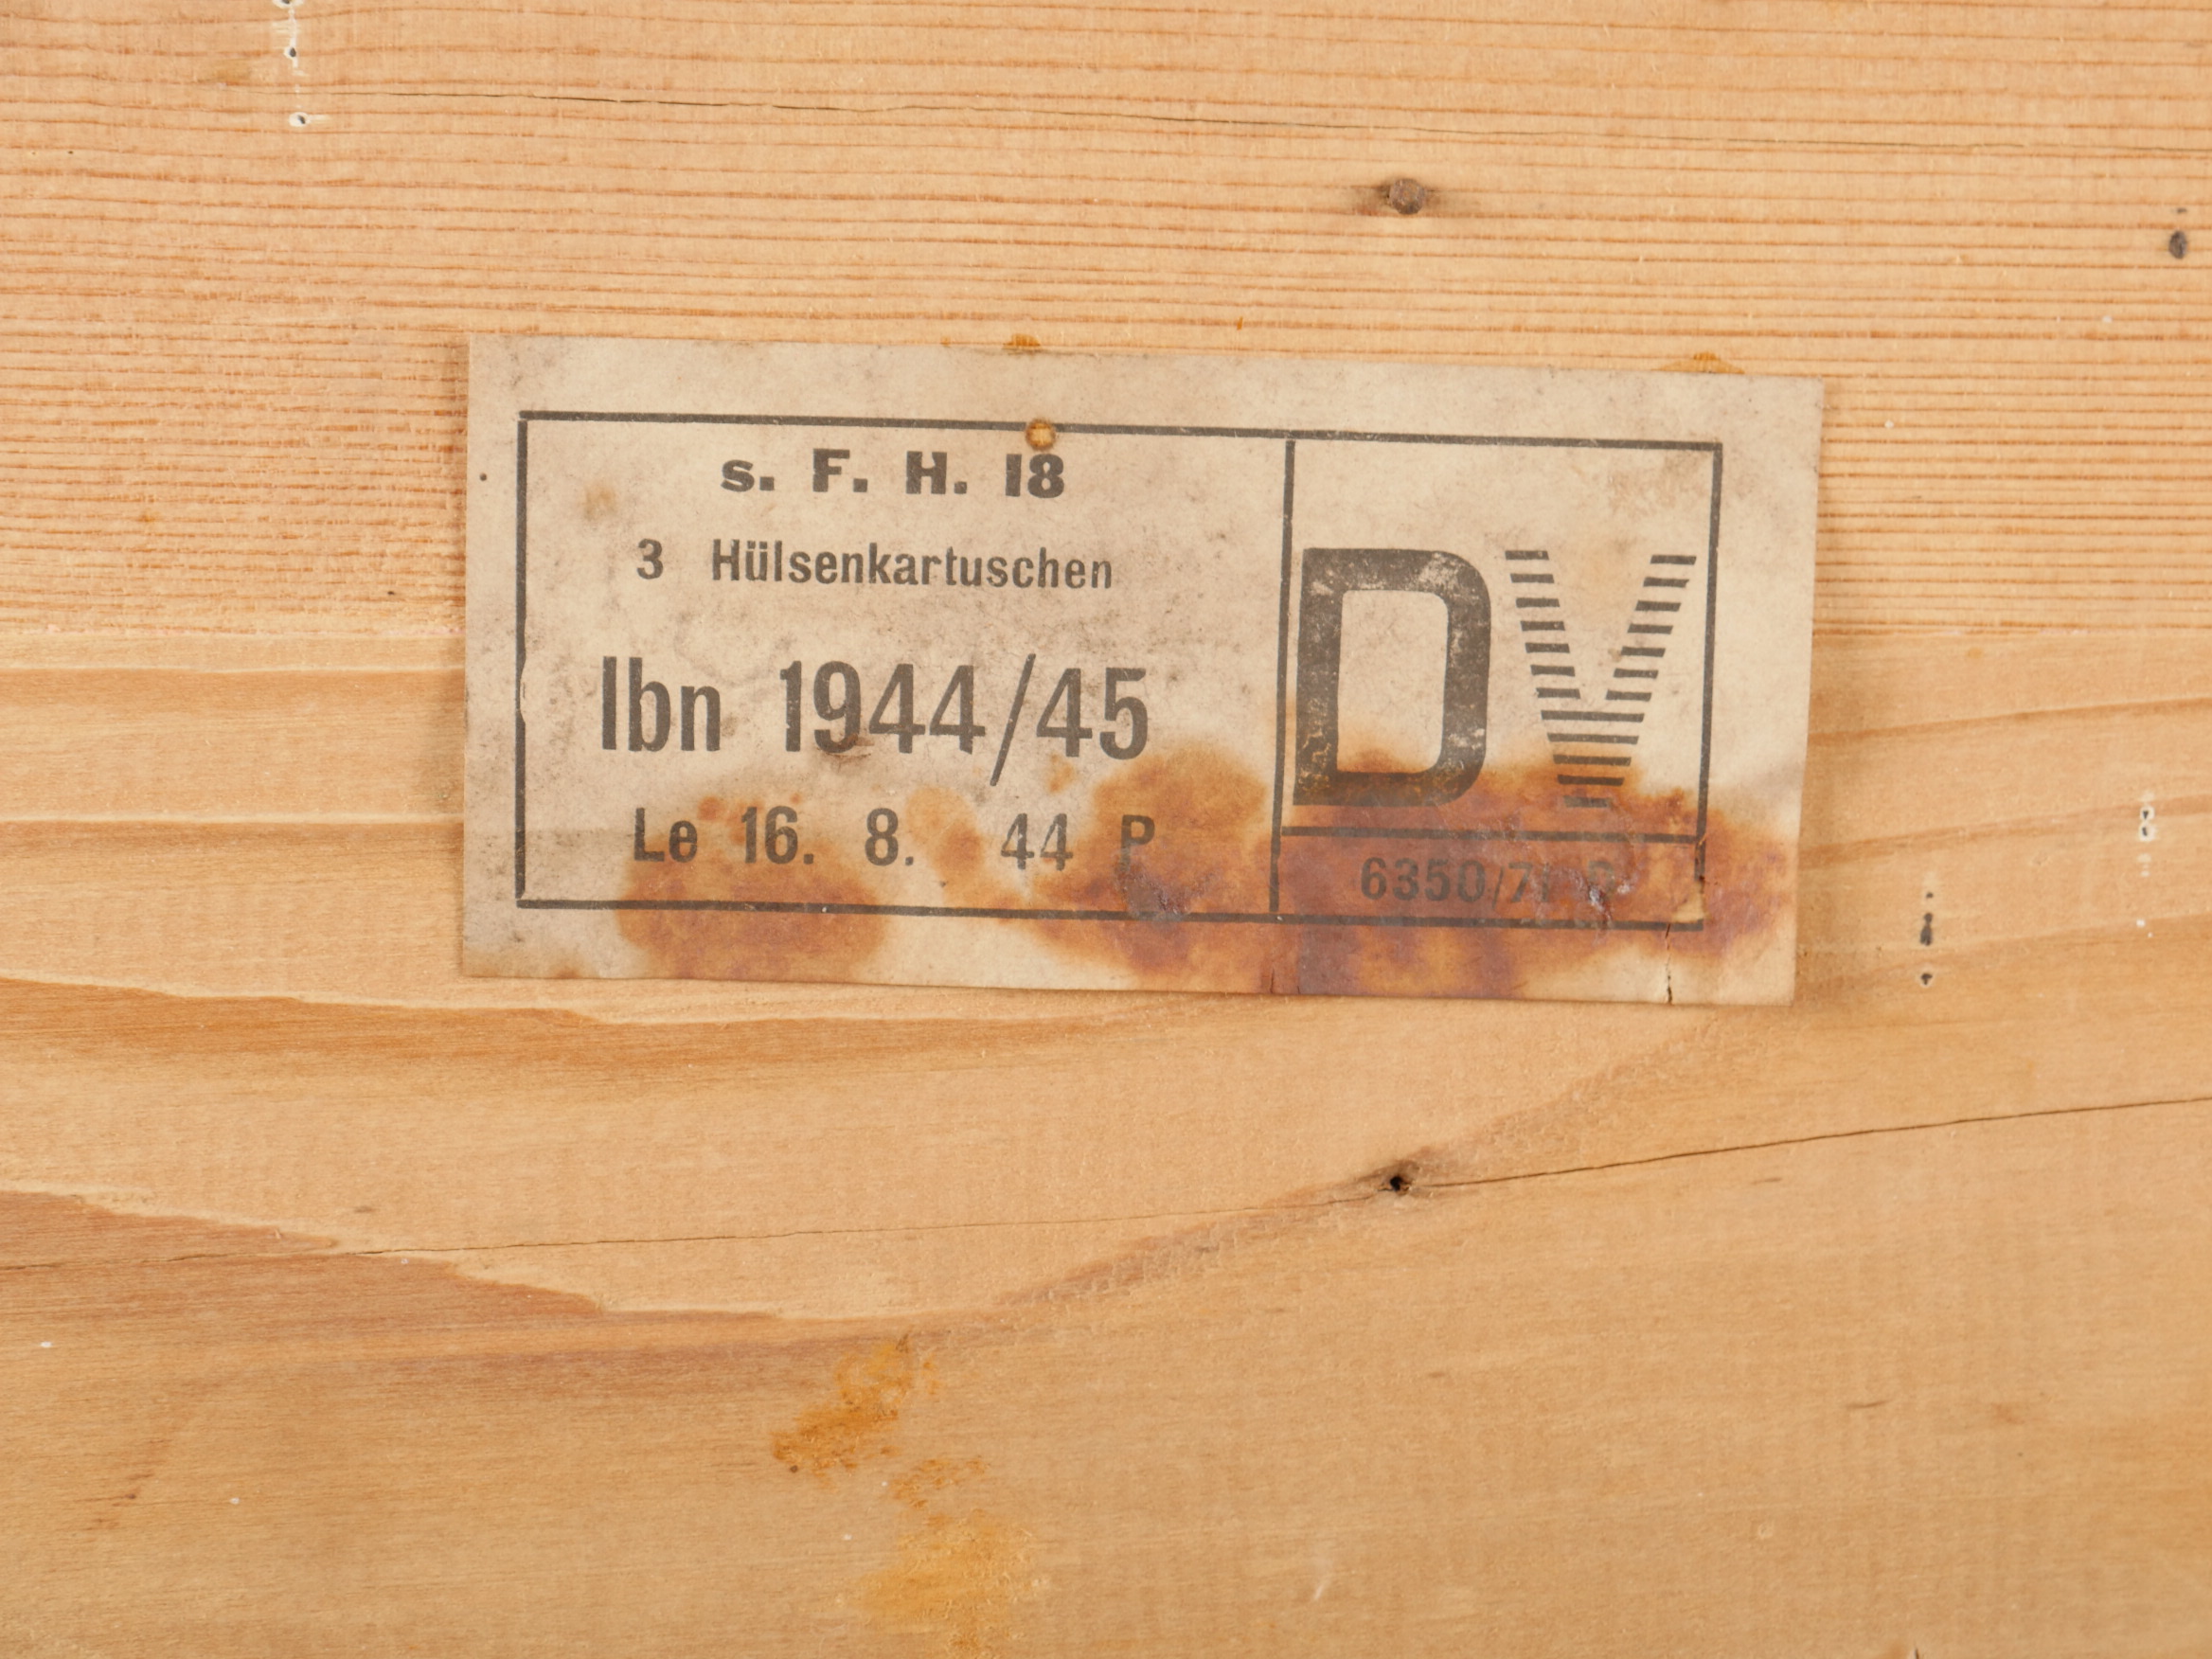 s. F. H. 18
3 Hülsenkartuschen
lbn 1944/45
Le 16. 8. 44 P
DV